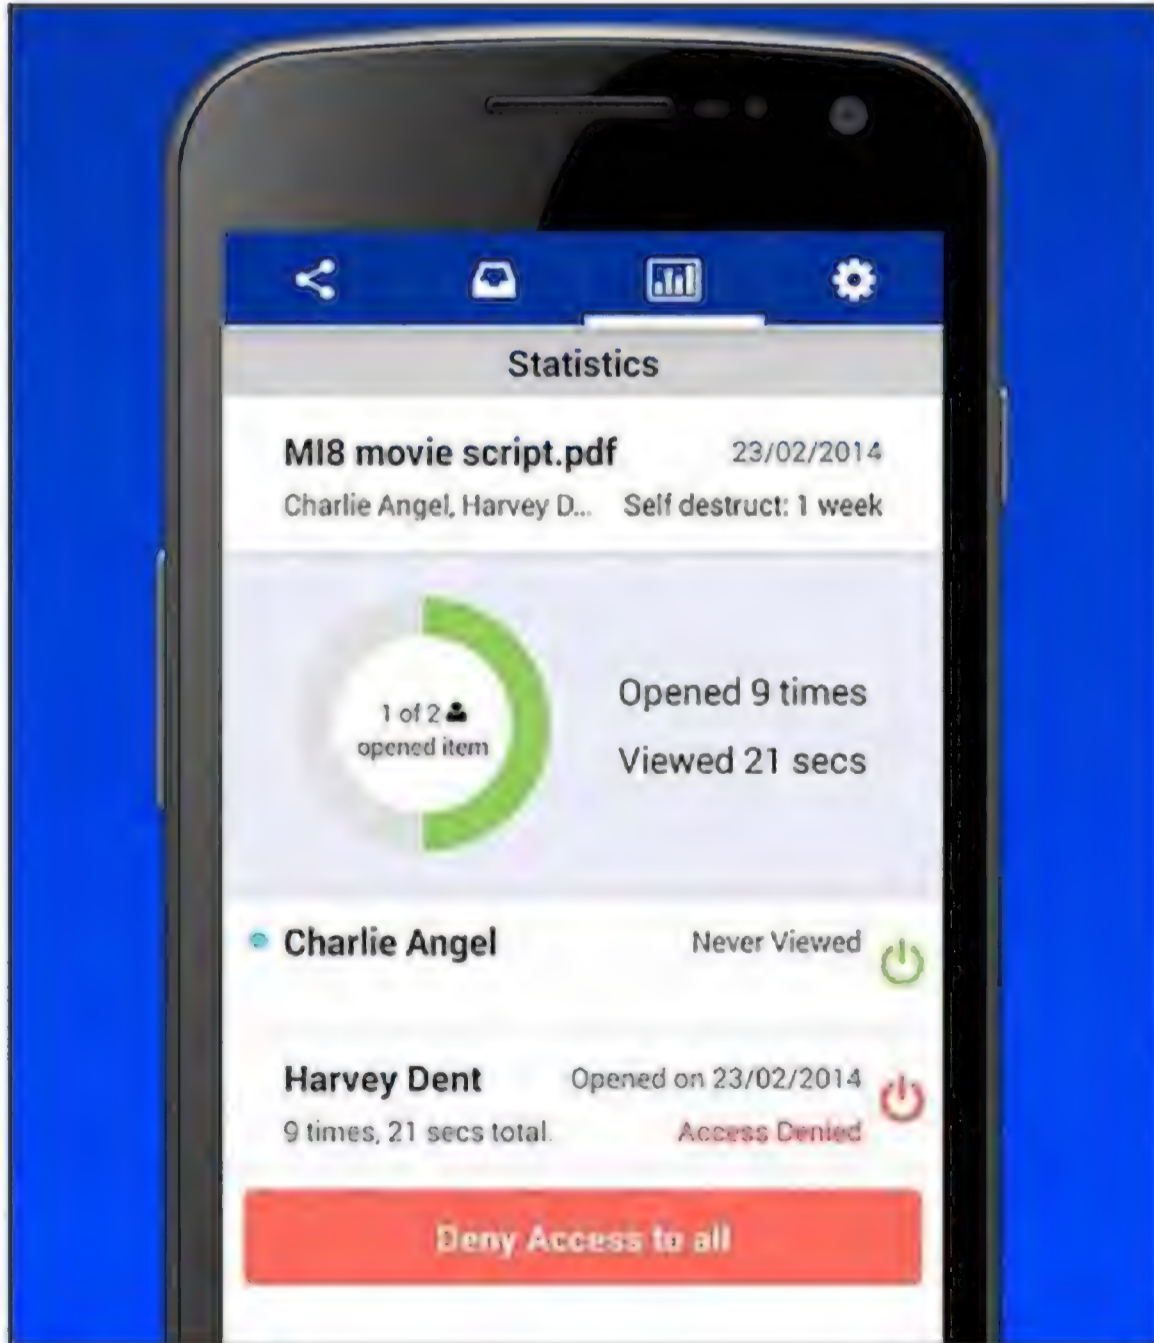 Statistics
MI8 movie script.pdf 23/02/2014
Charlie Angel, Harvey D... Self destruct: 1 week
1 of 2
opened item
Opened 9 times
Viewed 21 secs
Charlie Angel Never Viewed
Harvey Dent Opened on 23/02/2014
9 times, 21 secs total. Access Denied
Deny Access to all